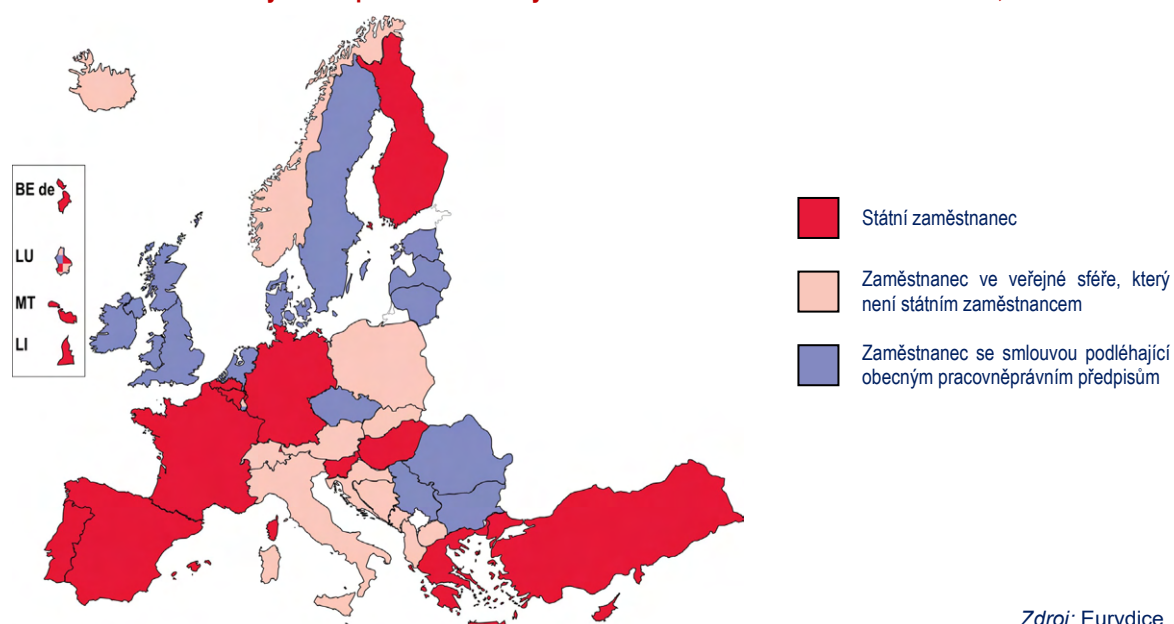 BE de
LU
MT
LI
Státní zaměstnanec
Zaměstnanec ve veřejné sféře, který
není státním zaměstnancem
Zaměstnanec se smlouvou podléhající
obecným pracovněprávním předpisům
Zdroj: Eurydice